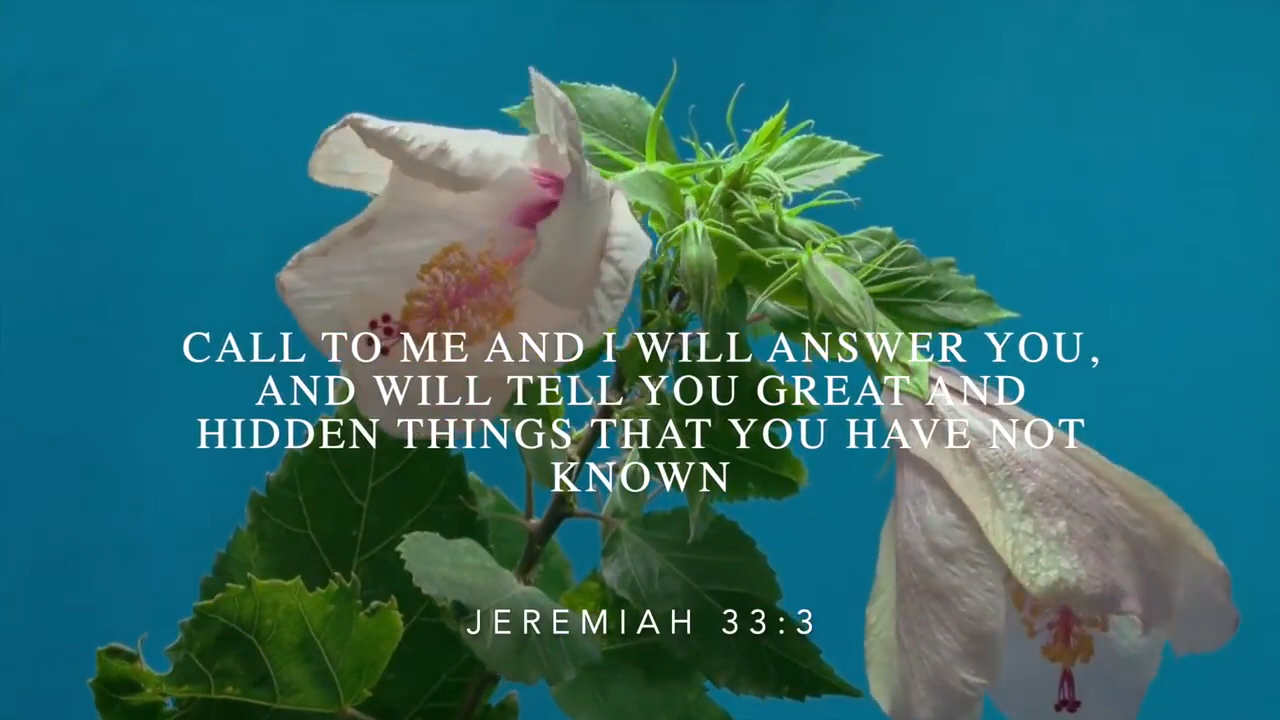 CALL TO ME AND I WILL ANSWER YOU,
AND WILL TELL YOU GREAT AND
HIDDEN THINGS THAT YOU HAVE NOT
KNOWN
JEREMIAH 33:3